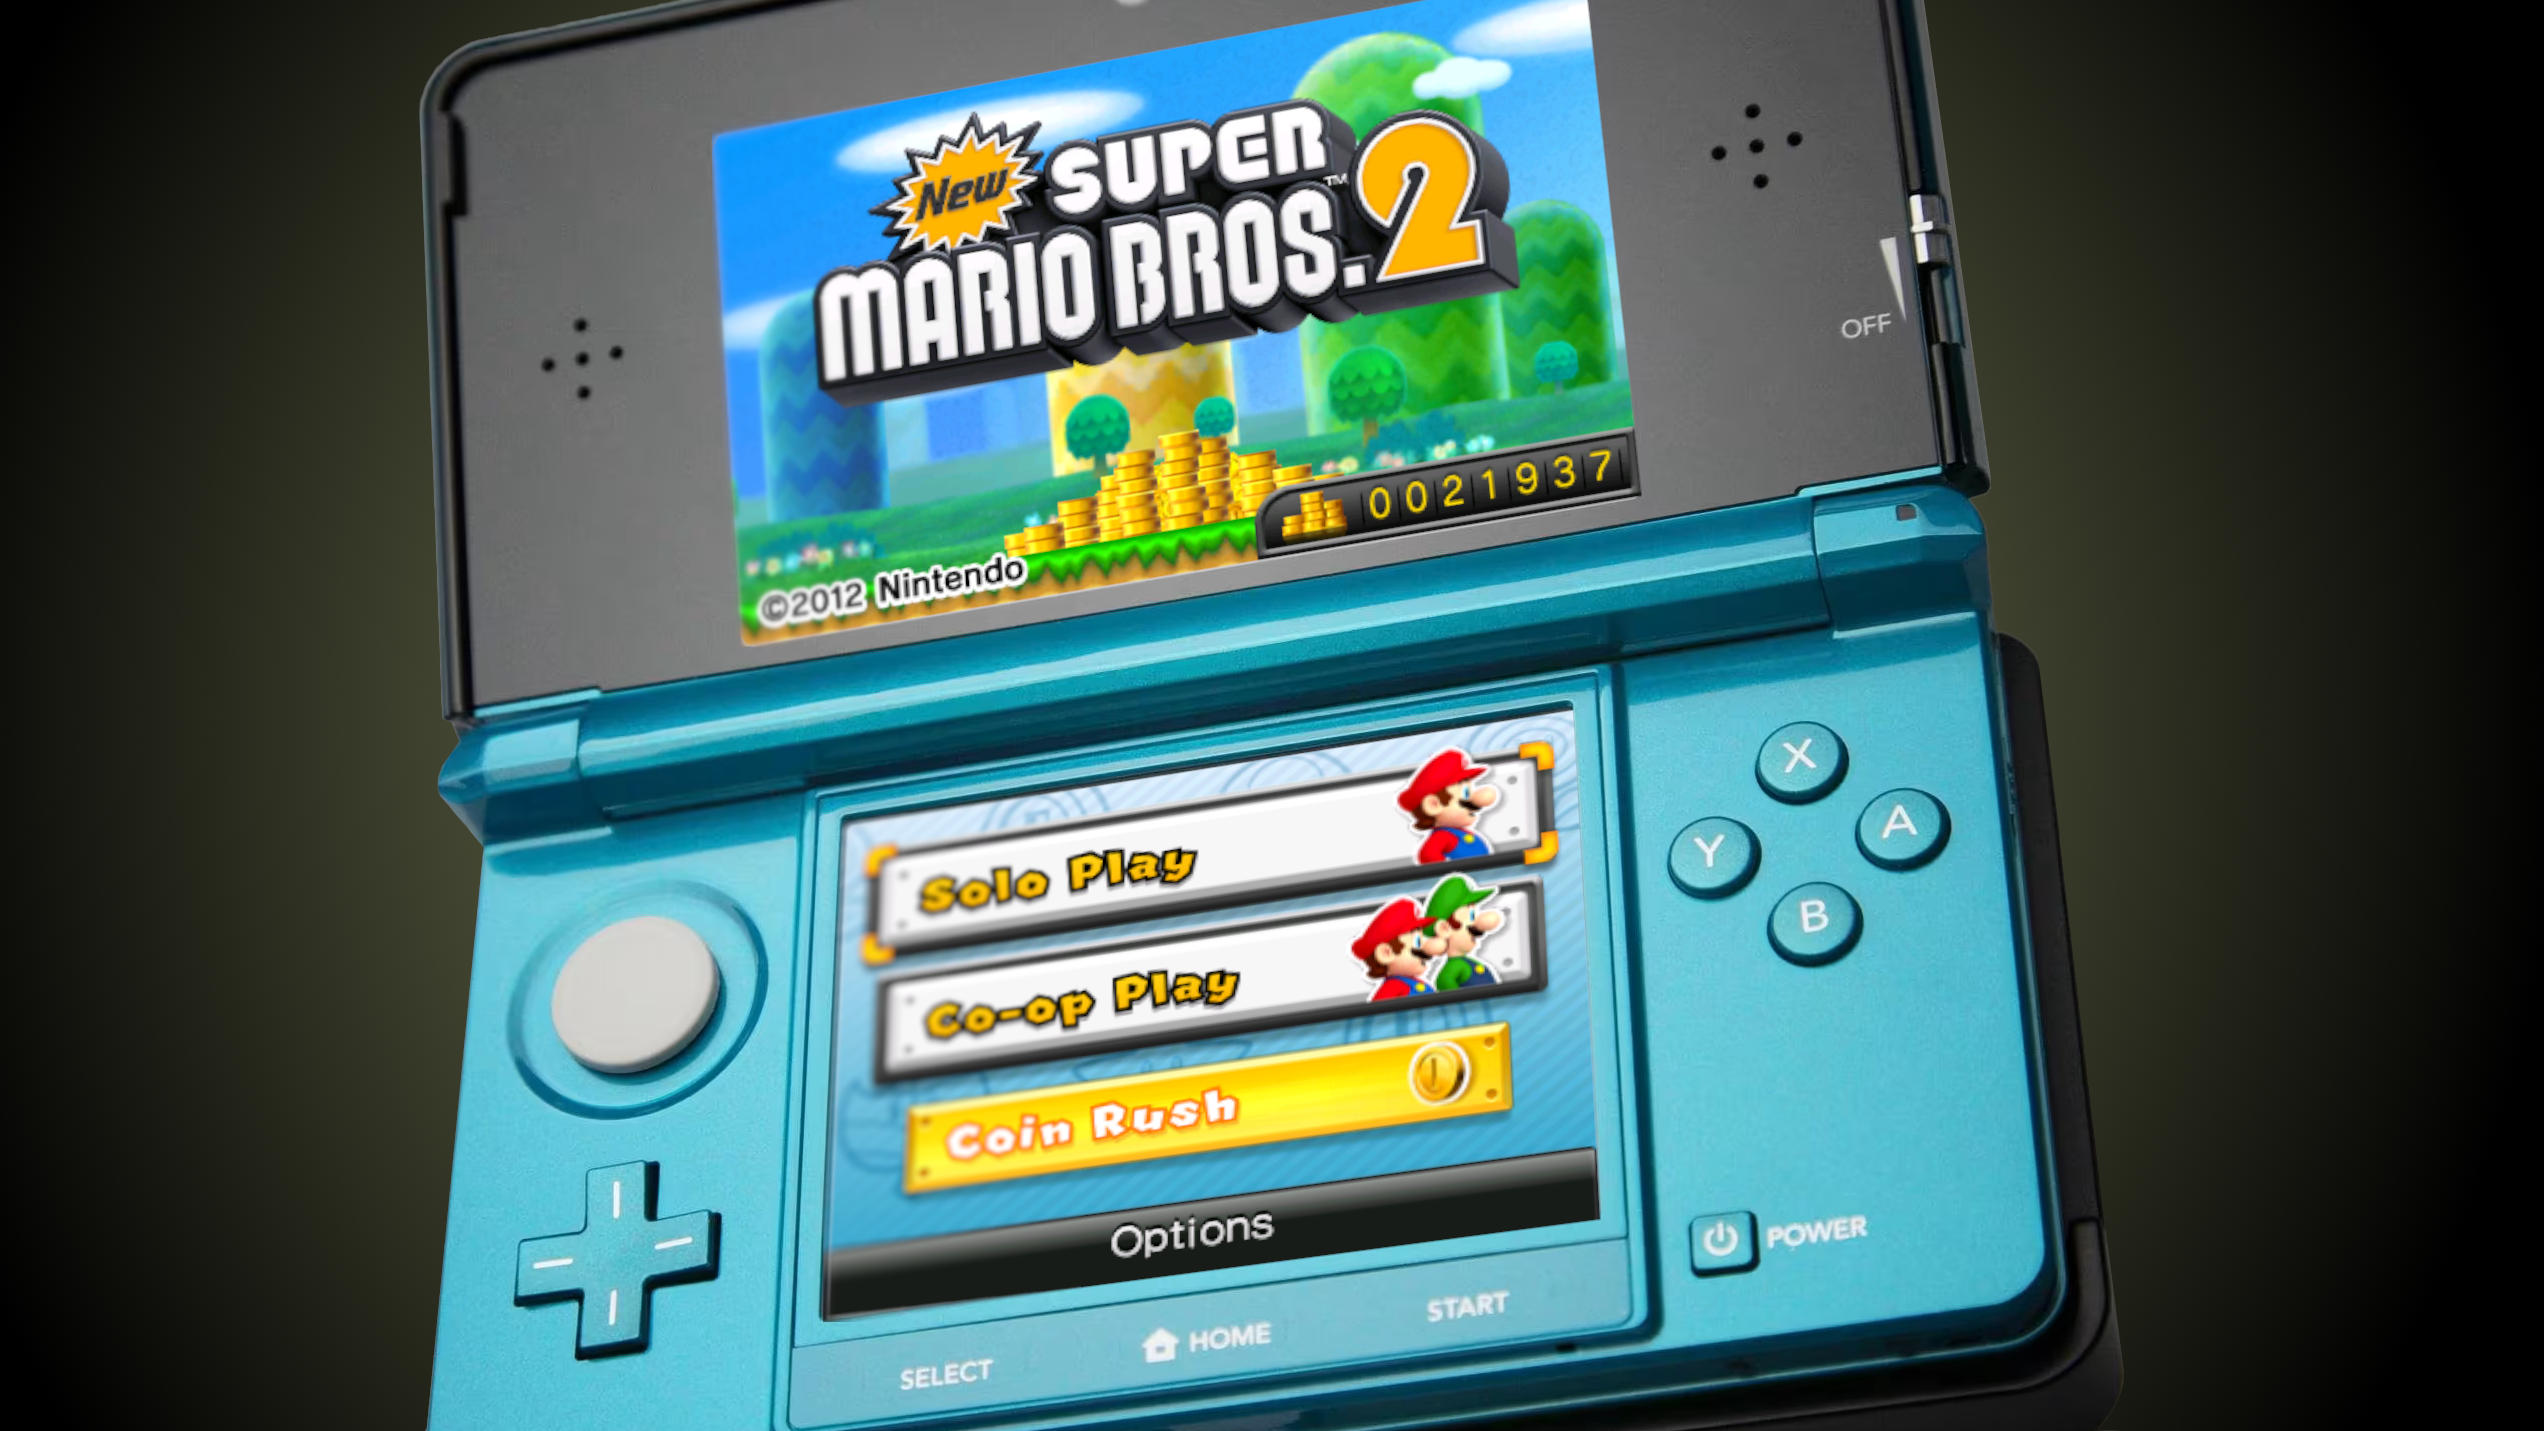 New SUPER
MARIO BROS.™ 2
OFF
0021937
©2012 Nintendo
Solo Play
Co-op Play
Coin Rush
Options
X
Y
A
B
POWER
SELECT
HOME
START